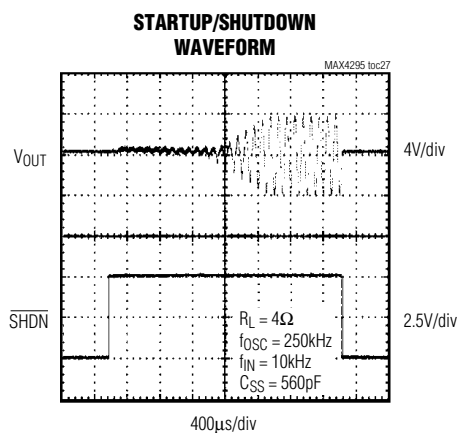 STARTUP/SHUTDOWN
WAVEFORM
MAX4295 toc27
VOUT
4V/div
SHDN
2.5V/div
RL = 4Ω
fOSC = 250kHz
fIN = 10kHz
CSS = 560pF
400µs/div